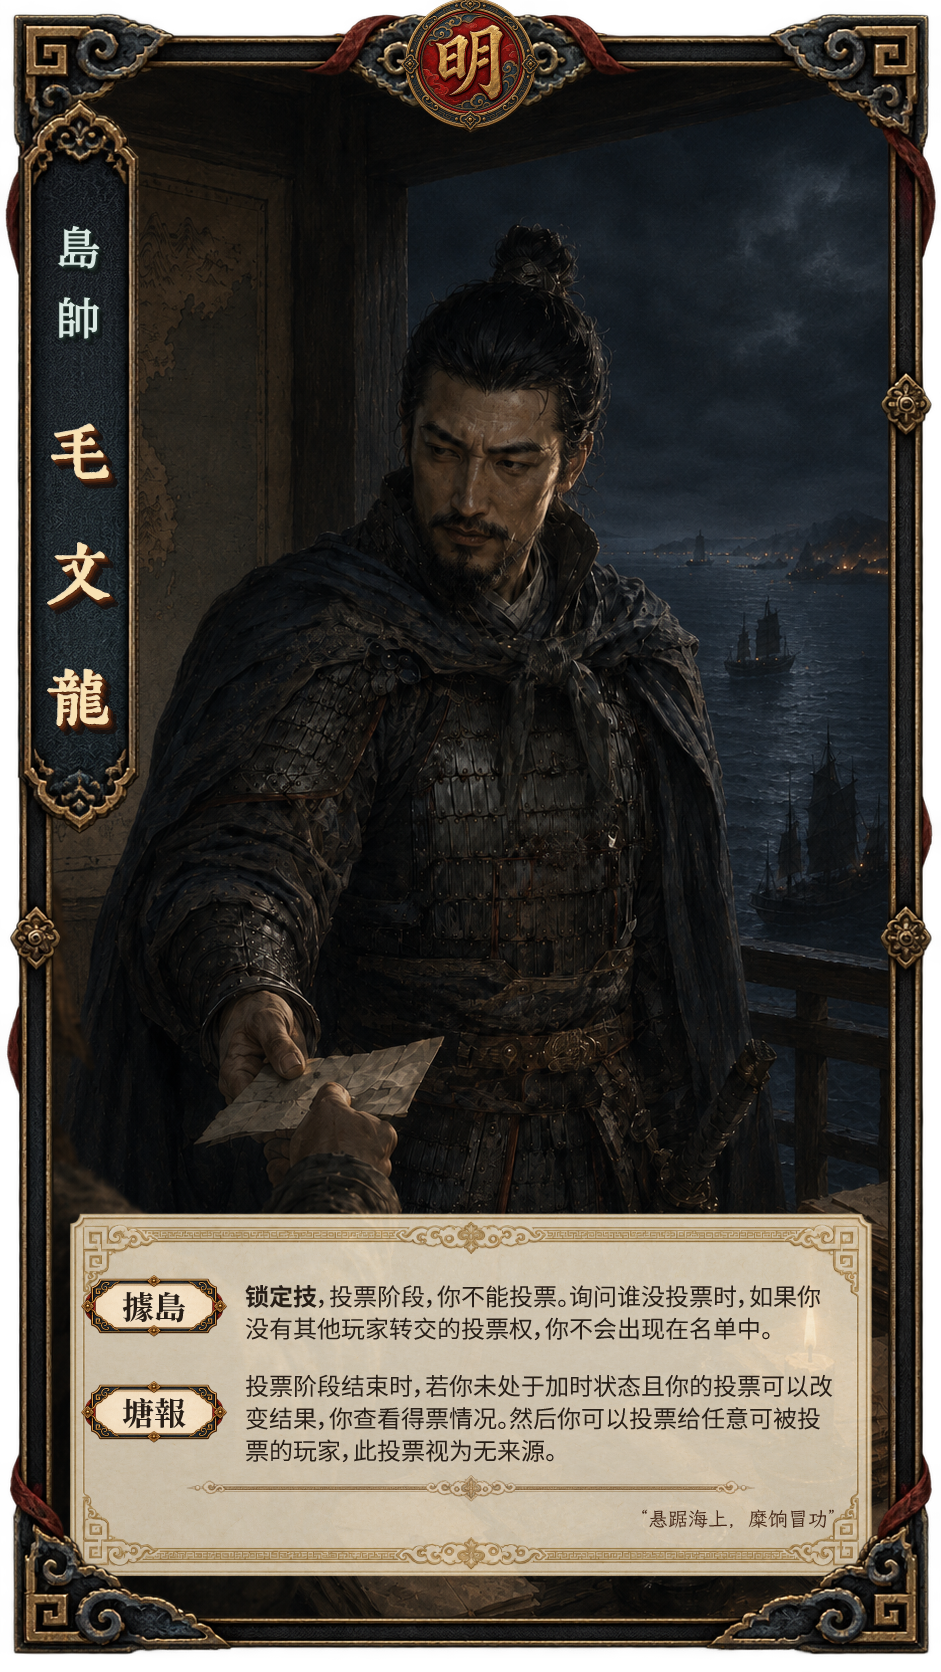 明
島帥
毛文龍
據島
锁定技，投票阶段，你不能投票。询问谁没投票时，如果你
没有其他玩家转交的投票权，你不会出现在名单中。
塘報
投票阶段结束时，若你未处于加时状态且你的投票可以改
变结果，你查看得票情况。然后你可以投票给任意可被投
票的玩家，此投票视为无来源。
“悬踞海上，糜饷冒功”